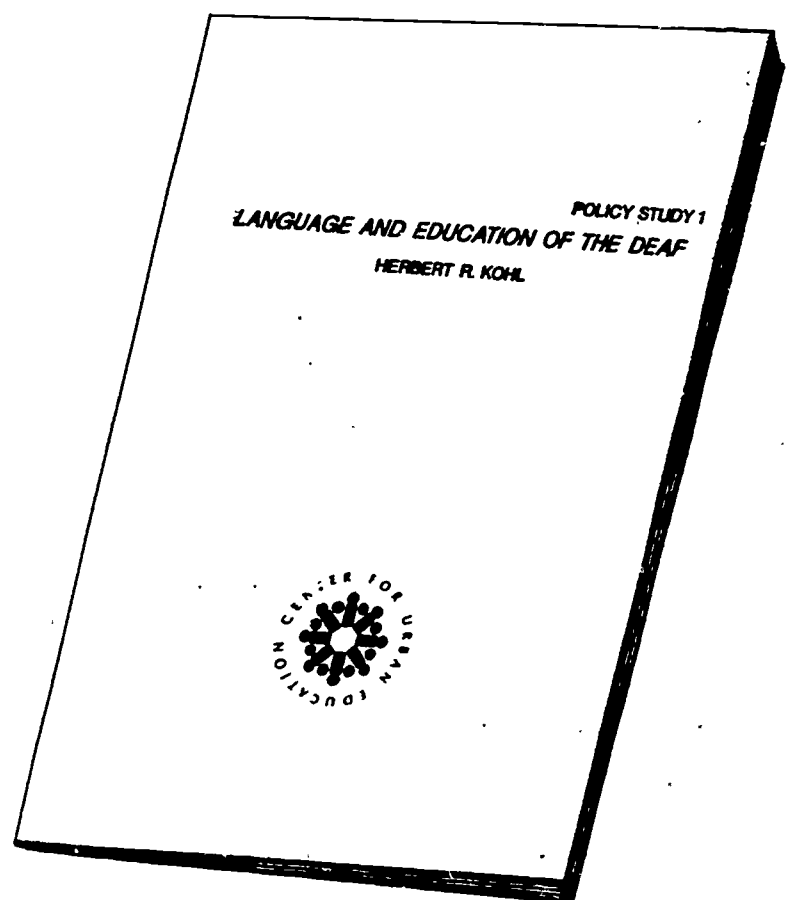 POLICY STUDY 1
LANGUAGE AND EDUCATION OF THE DEAF
HERBERT R. KOHL
CENTER FOR URBAN EDUCATION